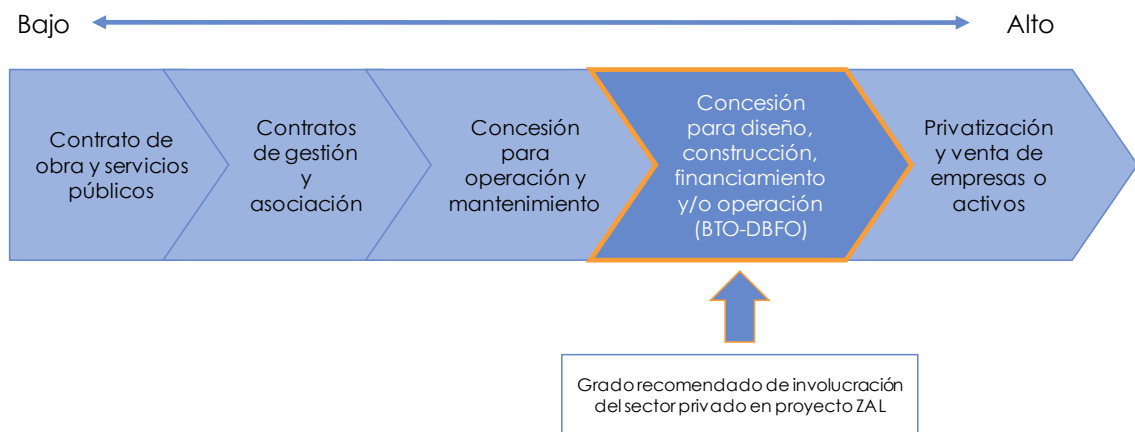 Bajo
Alto
Contrato de
obra y servicios
públicos
Contratos
de gestión
y
asociación
Concesión
para
operación y
mantenimiento
Concesión
para diseño,
construcción,
financiamiento
y/o operación
(BTO-DBFO)
Privatización
y venta de
empresas o
activos
Grado recomendado de involucración
del sector privado en proyecto ZAL